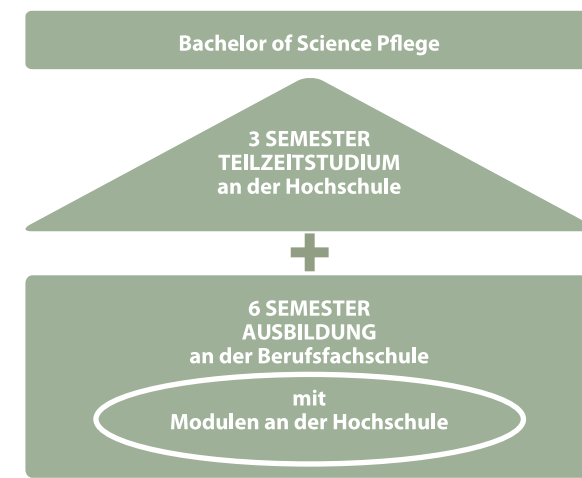 Bachelor of Science Pflege
3 SEMESTER
TEILZEITSTUDIUM
an der Hochschule
+
6 SEMESTER
AUSBILDUNG
an der Berufsfachschule
mit
Modulen an der Hochschule